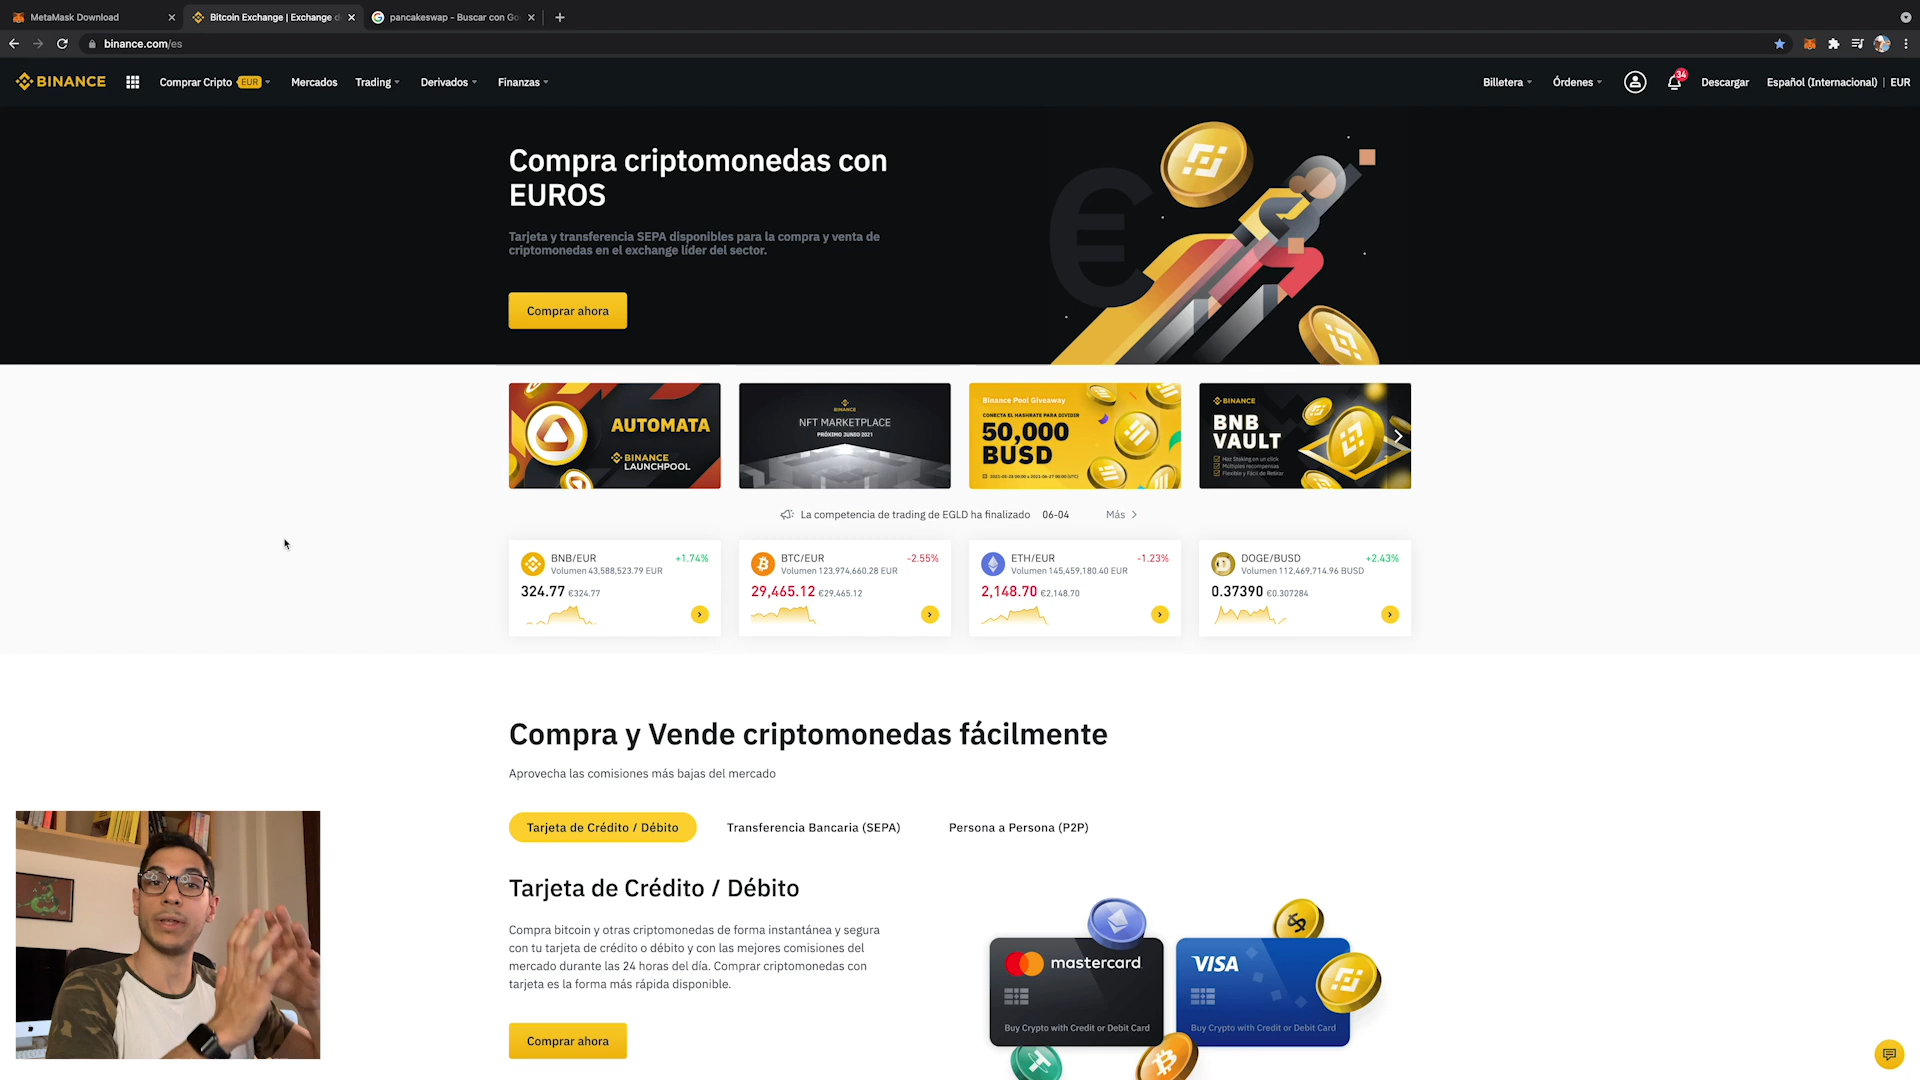 MetaMask Download
Bitcoin Exchange | Exchange d
pancakeswap - Buscar con Go
binance.com/es
BINANCE
Comprar Cripto EUR
Mercados
Trading
Derivados
Finanzas
Billetera
Órdenes
34
Descargar
Español (Internacional) | EUR
Compra criptomonedas con
EUROS
Tarjeta y transferencia SEPA disponibles para la compra y venta de
criptomonedas en el exchange líder del sector.
Comprar ahora
AUTOMATA
BINANCE
LAUNCHPOOL
BINANCE
NFT MARKETPLACE
PRÓXIMO JUNIO 2021
Binance Pool Giveaway
CONECTA EL HASHRATE PARA DIVIDIR
50,000
BUSD
BINANCE
BNB
VAULT
Haz Staking en un click
Múltiples recompensas
Flexible y Fácil de Retirar
La competencia de trading de EGLD ha finalizado 06-04
Más
BNB/EUR +1.74%
Volumen 43,588,523.79 EUR
324.77 €324.77
BTC/EUR -2.55%
Volumen 123,974,660.28 EUR
29,465.12 €29,465.12
ETH/EUR -1.23%
Volumen 145,459,180.40 EUR
2,148.70 €2,148.70
DOGE/BUSD +2.43%
Volumen 112,469,714.96 BUSD
0.37390 €0.307284
Compra y Vende criptomonedas fácilmente
Aprovecha las comisiones más bajas del mercado
Tarjeta de Crédito / Débito
Transferencia Bancaria (SEPA)
Persona a Persona (P2P)
Tarjeta de Crédito / Débito
Compra bitcoin y otras criptomonedas de forma instantánea y segura
con tu tarjeta de crédito o débito y con las mejores comisiones del
mercado durante las 24 horas del día. Comprar criptomonedas con
tarjeta es la forma más rápida disponible.
Comprar ahora
mastercard
Buy Crypto with Credit or Debit Card
VISA
Buy Crypto with Credit or Debit Card